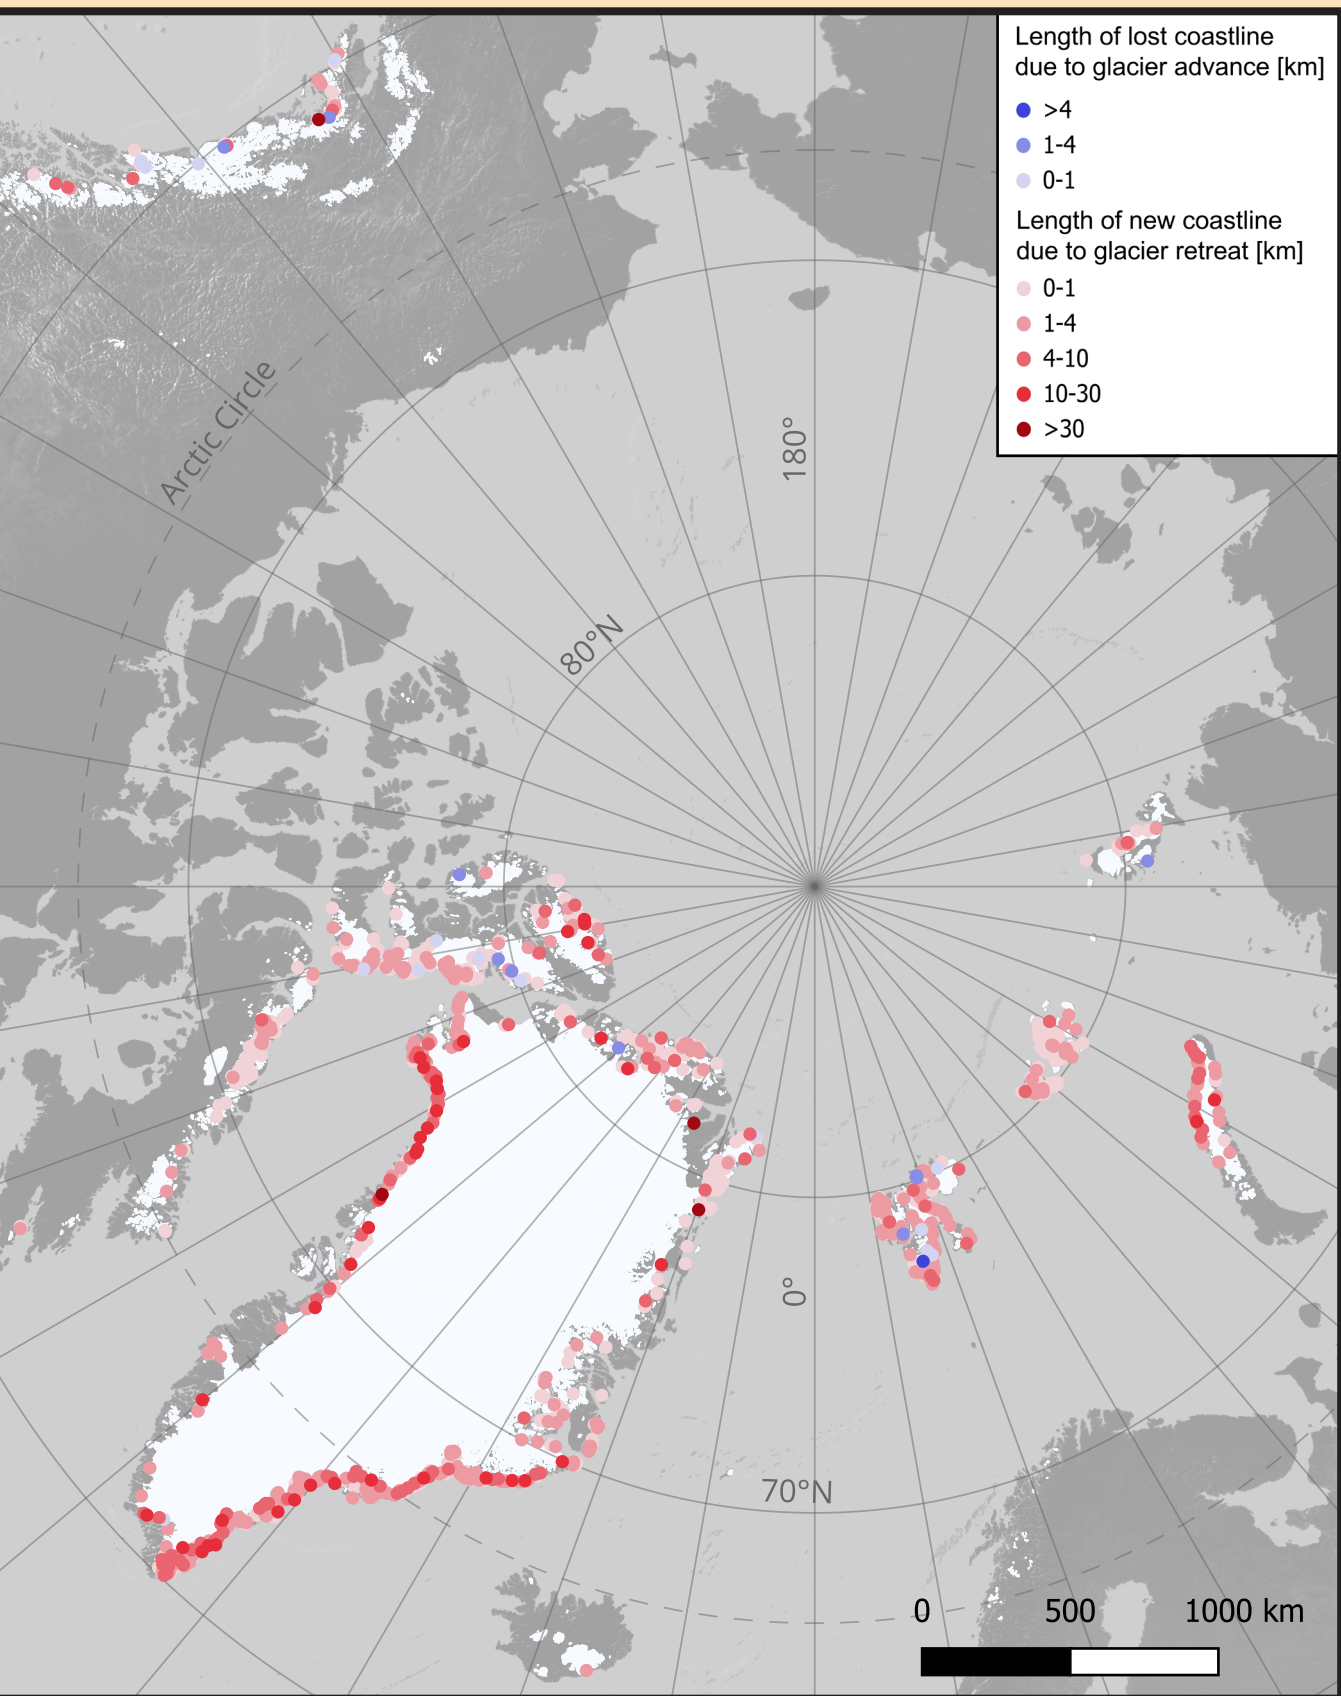 Length of lost coastline
due to glacier advance [km]
>4
1-4
0-1
Length of new coastline
due to glacier retreat [km]
0-1
1-4
4-10
10-30
>30
Arctic Circle
180°
80°N
0°
70°N
0 500 1000 km